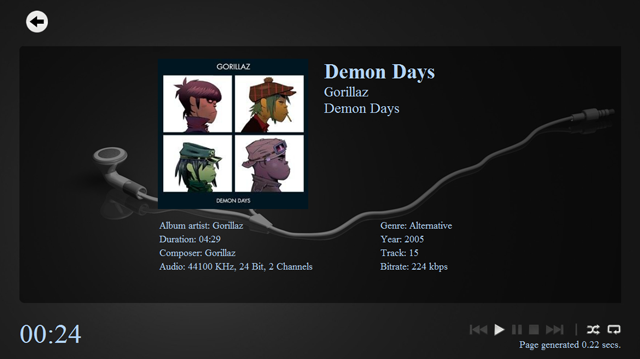 GORILLAZ
DEMON DAYS
Demon Days
Gorillaz
Demon Days
Album artist: Gorillaz
Duration: 04:29
Composer: Gorillaz
Audio: 44100 KHz, 24 Bit, 2 Channels
Genre: Alternative
Year: 2005
Track: 15
Bitrate: 224 kbps
00:24
Page generated 0.22 secs.